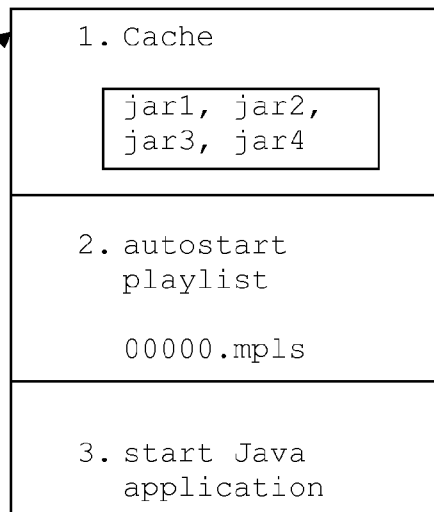 1. Cache
jar1, jar2,
jar3, jar4
2. autostart
playlist
00000.mpls
3. start Java
application